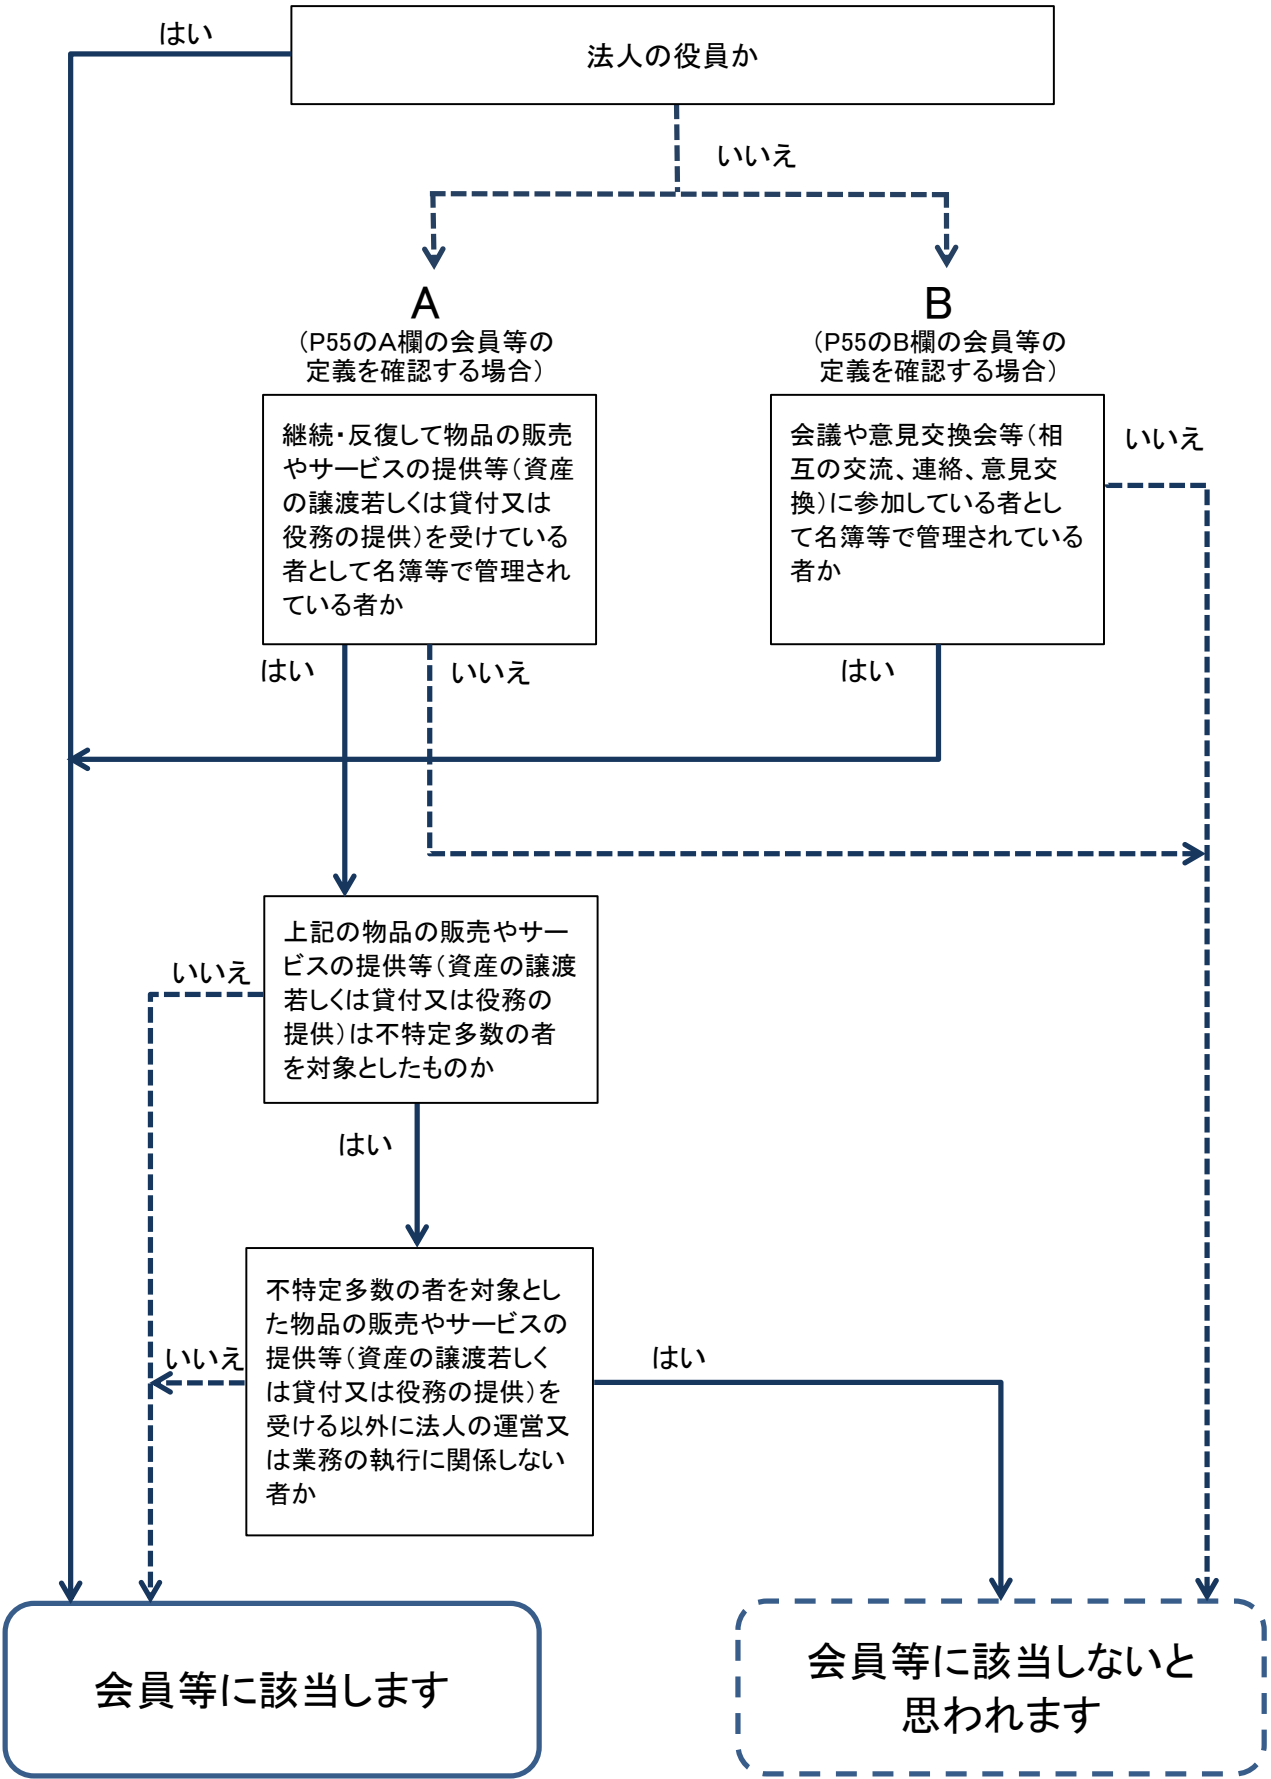 はい
法人の役員か
いいえ
A
（P55のA欄の会員等の
定義を確認する場合）
B
（P55のB欄の会員等の
定義を確認する場合）
継続・反復して物品の販売
やサービスの提供等（資産
の譲渡若しくは貸付又は
役務の提供）を受けている
者として名簿等で管理され
ている者か
会議や意見交換会等（相
互の交流、連絡、意見交
換）に参加している者とし
て名簿等で管理されている
者か
いいえ
はい
いいえ
はい
上記の物品の販売やサー
ビスの提供等（資産の譲渡
若しくは貸付又は役務の
提供）は不特定多数の者
を対象としたものか
いいえ
はい
不特定多数の者を対象とし
た物品の販売やサービスの
提供等（資産の譲渡若しく
は貸付又は役務の提供）を
受ける以外に法人の運営又
は業務の執行に関係しない
者か
いいえ
はい
会員等に該当します
会員等に該当しないと
思われます